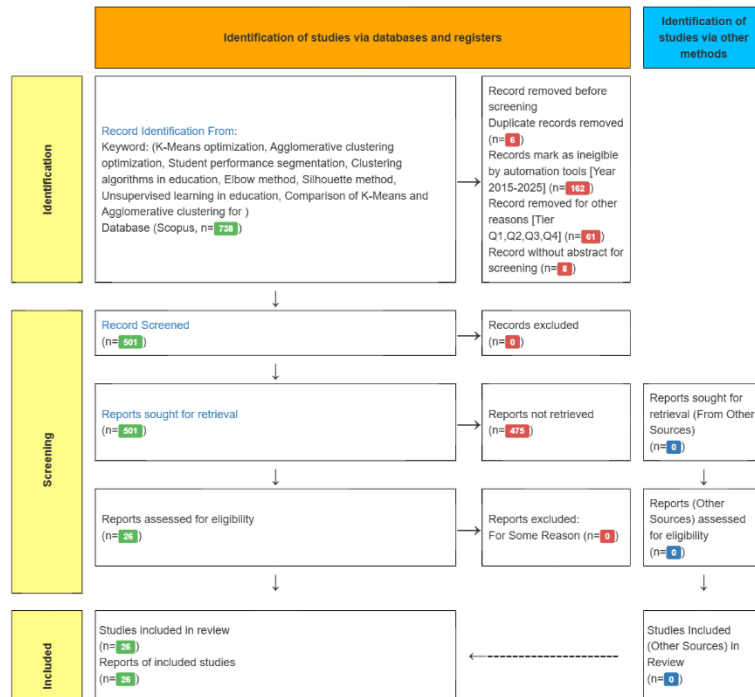 Identification of studies via databases and registers
Identification of
studies via other
methods
Identification
Record Identification From:
Keyword: (K-Means optimization, Agglomerative clustering
optimization, Student performance segmentation, Clustering
algorithms in education, Elbow method, Silhouette method,
Unsupervised learning in education, Comparison of K-Means and
Agglomerative clustering for )
Database (Scopus, n=738)
Record removed before
screening
Duplicate records removed
(n=6)
Records mark as ineigible
by automation tools [Year
2015-2025] (n=162)
Record removed for other
reasons [Tier
Q1,Q2,Q3,Q4] (n=61)
Record without abstract for
screening (n=8)
Screening
Record Screened
(n=501)
Records excluded
(n=0)
Reports sought for retrieval
(n=501)
Reports not retrieved
(n=475)
Reports sought for
retrieval (From Other
Sources)
(n=0)
Reports assessed for eligibility
(n=26)
Reports excluded:
For Some Reason (n=0)
Reports (Other
Sources) assessed
for eligibility
(n=0)
Included
Studies included in review
(n=26)
Reports of included studies
(n=26)
Studies Included
(Other Sources) in
Review
(n=0)